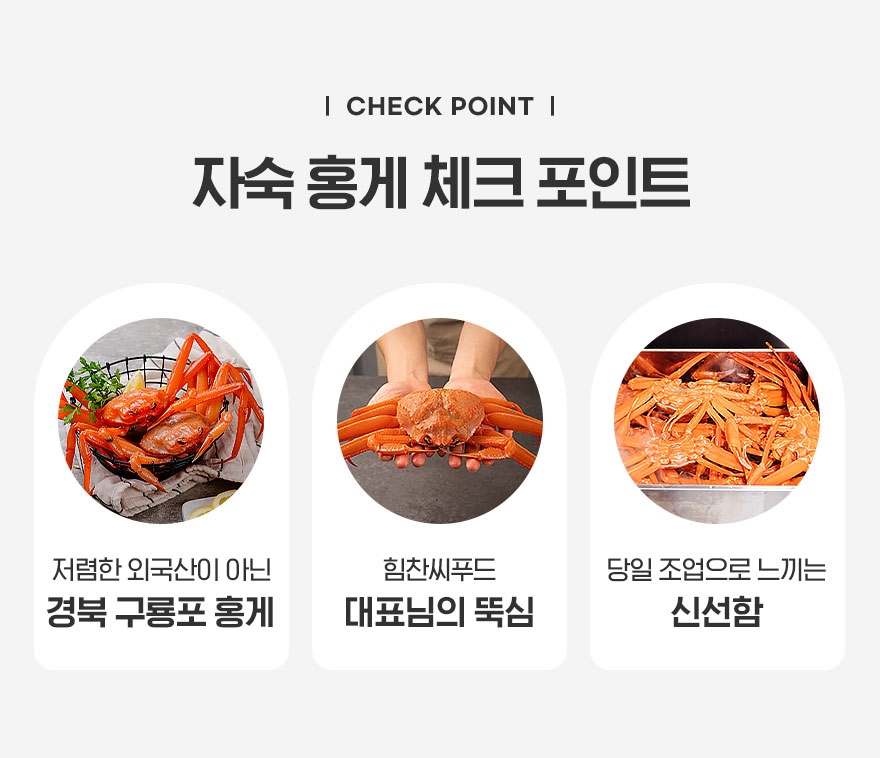 CHECK POINT
자숙 홍게 체크 포인트
저렴한 외국산이 아닌
경북 구룡포 홍게
힘찬씨푸드
대표님의 뚝심
당일 조업으로 느끼는
신선함